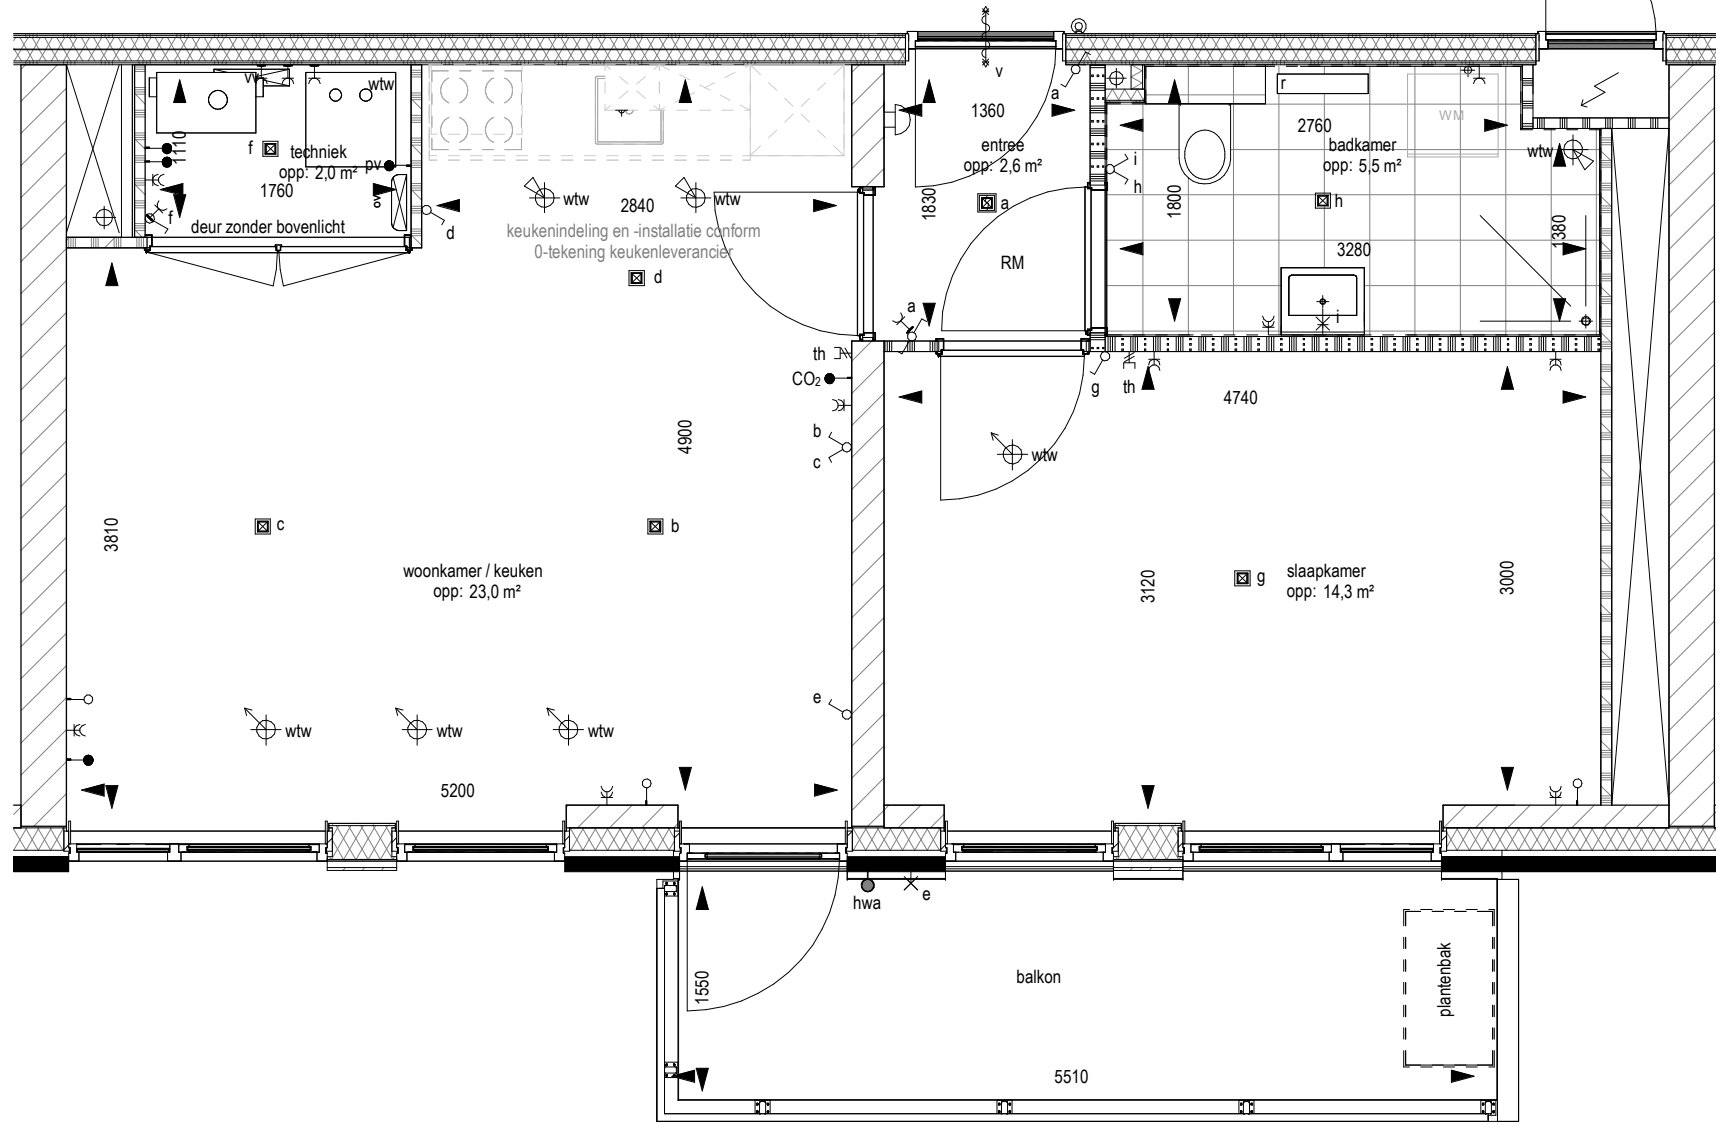 vv
wtw
f
techniek
opp: 2,0 m²
1110
1760
pv
ov
f
deur zonder bovenlicht
d
wtw
2840
wtw
keukenindeling en -installatie conform
0-tekening keukenleverancier
d
v
a
1360
entree
opp: 2,6 m²
1830
a
RM
a
i
h
r
WM
2760
badkamer
opp: 5,5 m²
wtw
1800
h
1380
3280
i
th
CO₂
b
c
g
th
4740
4900
wtw
3810
c
b
woonkamer / keuken
opp: 23,0 m²
3120
g
slaapkamer
opp: 14,3 m²
3000
e
wtw
wtw
wtw
5200
hwa
e
1550
balkon
plantenbak
5510